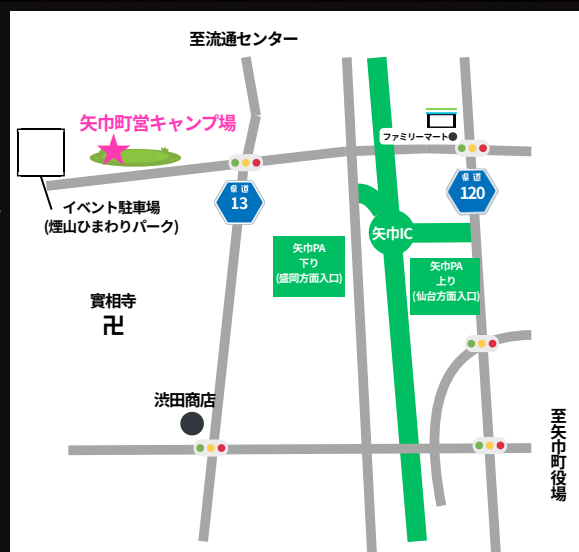 至流通センター
矢巾町営キャンプ場
ファミリーマート
県道
13
県道
120
イベント駐車場
(煙山ひまわりパーク)
矢巾IC
矢巾PA
下り
(盛岡方面入口)
矢巾PA
上り
(仙台方面入口)
實相寺
卍
渋田商店
至矢巾町役場